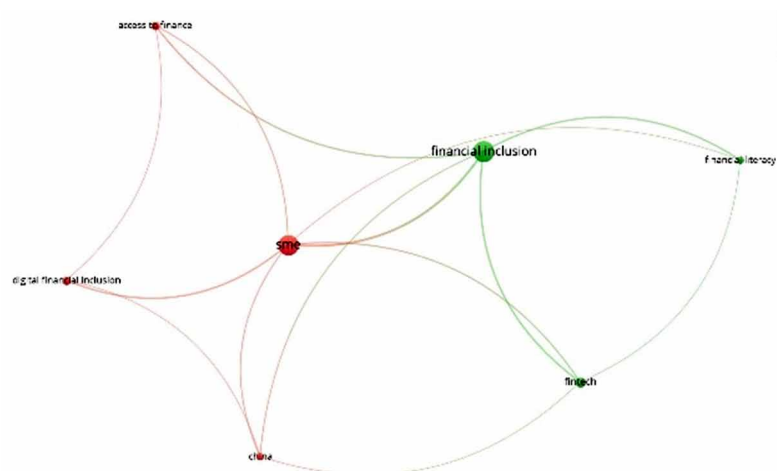 access to finance
financial inclusion
financial literacy
sme
digital financial inclusion
fintech
china